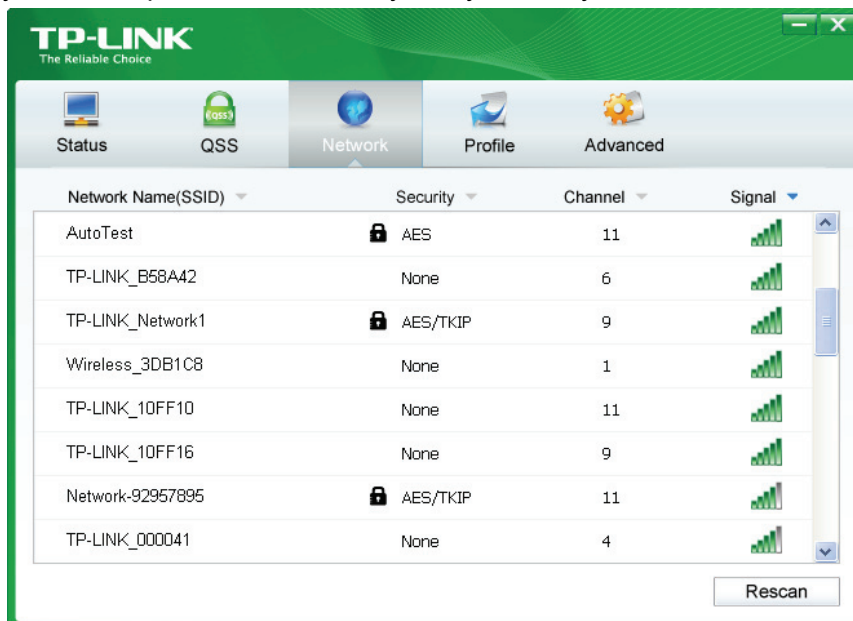 TP-LINK
The Reliable Choice
Status QSS Network Profile Advanced
Network Name(SSID) Security Channel Signal
AutoTest AES 11
TP-LINK_B58A42 None 6
TP-LINK_Network1 AES/TKIP 9
Wireless_3DB1C8 None 1
TP-LINK_10FF10 None 11
TP-LINK_10FF16 None 9
Network-92957895 AES/TKIP 11
TP-LINK_000041 None 4
Rescan